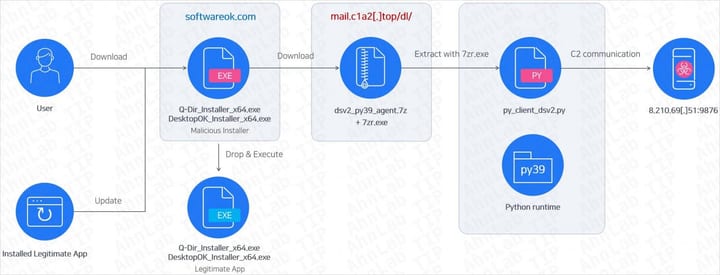 softwareok.com
mail.c1a2[.]top/dl/
Download
Download
Extract with 7zr.exe
C2 communication
EXE
PY
User
Q-Dir_Installer_x64.exe
DesktopOK_Installer_x64.exe
Malicious Installer
dsv2_py39_agent.7z
+ 7zr.exe
py_client_dsv2.py
8.210.69[.]51:9876
Drop & Execute
py39
Update
EXE
Python runtime
Installed Legitimate App
Q-Dir_Installer_x64.exe
DesktopOK_Installer_x64.exe
Legitimate App